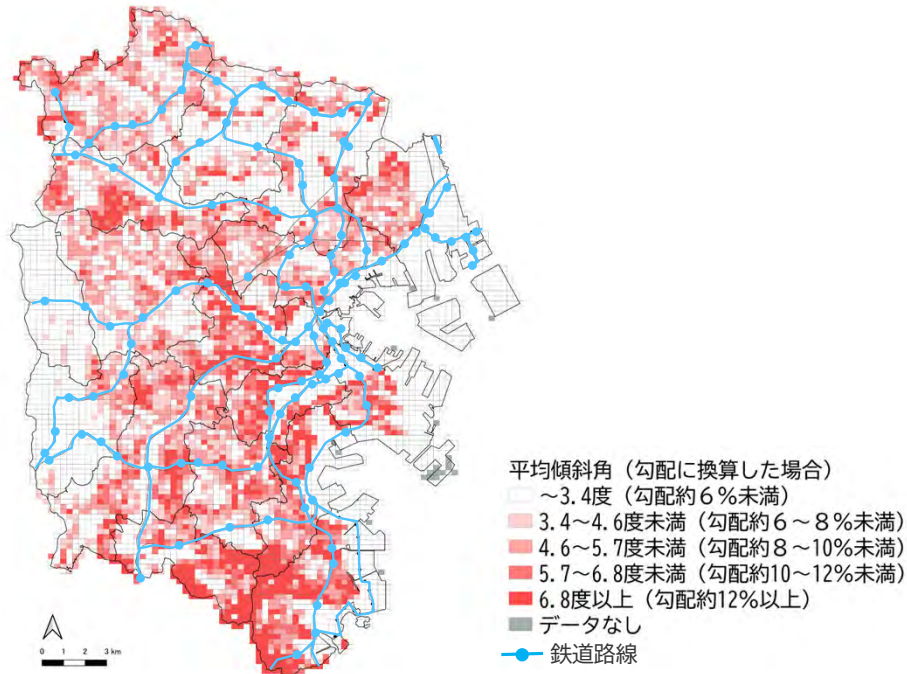 平均傾斜角（勾配に換算した場合）
～3.4度（勾配約６％未満）
3.4～4.6度未満（勾配約６～８％未満）
4.6～5.7度未満（勾配約８～10％未満）
5.7～6.8度未満（勾配約10～12％未満）
6.8度以上（勾配約12％以上）
データなし
鉄道路線
0 1 2 3 km